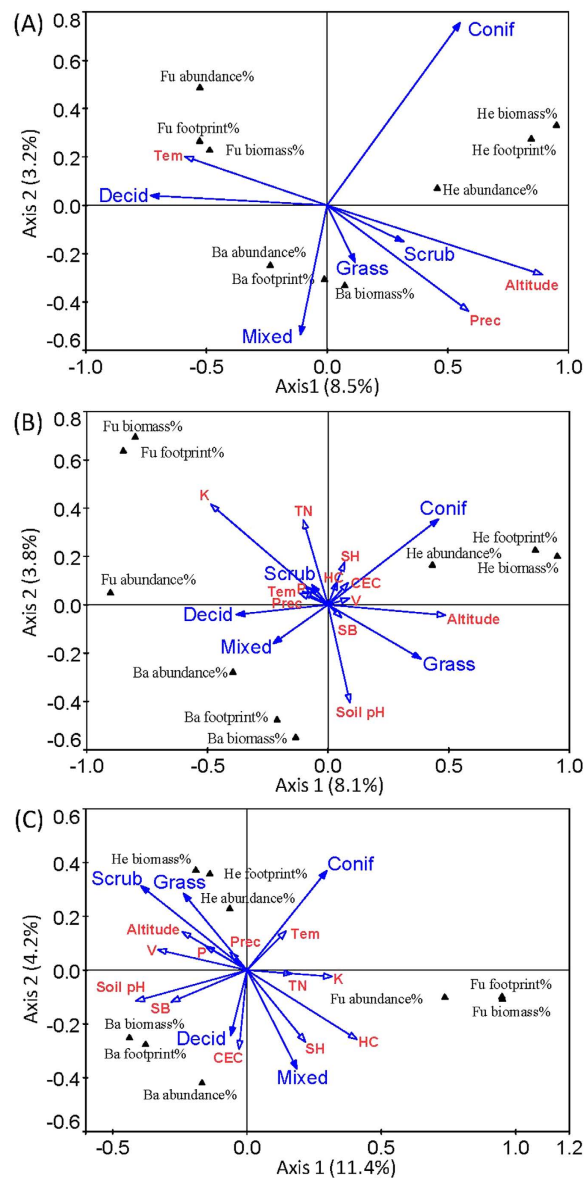 (A)
0.8
Conif
0.6
Fu abundance%
0.4
He biomass%
Fu footprint%
He footprint%
Fu biomass%
0.2
Tem
He abundance%
Decid
0.0
Axis 2 (3.2%)
Ba abundance%
Scrub
-0.2
Grass
Ba footprint%
Altitude
Ba biomass%
Prec
-0.4
Mixed
-0.6
-1.0 -0.5 0.0 0.5 1.0
Axis1 (8.5%)
(B)
0.8
Fu biomass%
Fu footprint%
0.6
K
0.4
TN
Conif
He footprint%
SH
He abundance%
0.2
He biomass%
Scrub
HC
CEC
Fu abundance%
Tem
P
Prec
V
0.0
Axis 2 (3.8%)
Decid
Altitude
SB
Mixed
-0.2
Grass
Ba abundance%
-0.4
Soil pH
Ba footprint%
Ba biomass%
-0.6
-1.0 -0.5 0.0 0.5 1.0
Axis 1 (8.1%)
(C)
0.6
0.4
He biomass%
He footprint%
Conif
Scrub
Grass
He abundance%
0.2
Altitude
Tem
Prec
V
P
0.0
Axis 2 (4.2%)
TN
K
Soil pH
SB
Fu abundance%
Fu footprint%
Fu biomass%
-0.2
Ba biomass%
Decid
HC
Ba footprint%
CEC
SH
-0.4
Mixed
Ba abundance%
-0.6
-0.5 0.0 0.5 1.0 1.2
Axis 1 (11.4%)